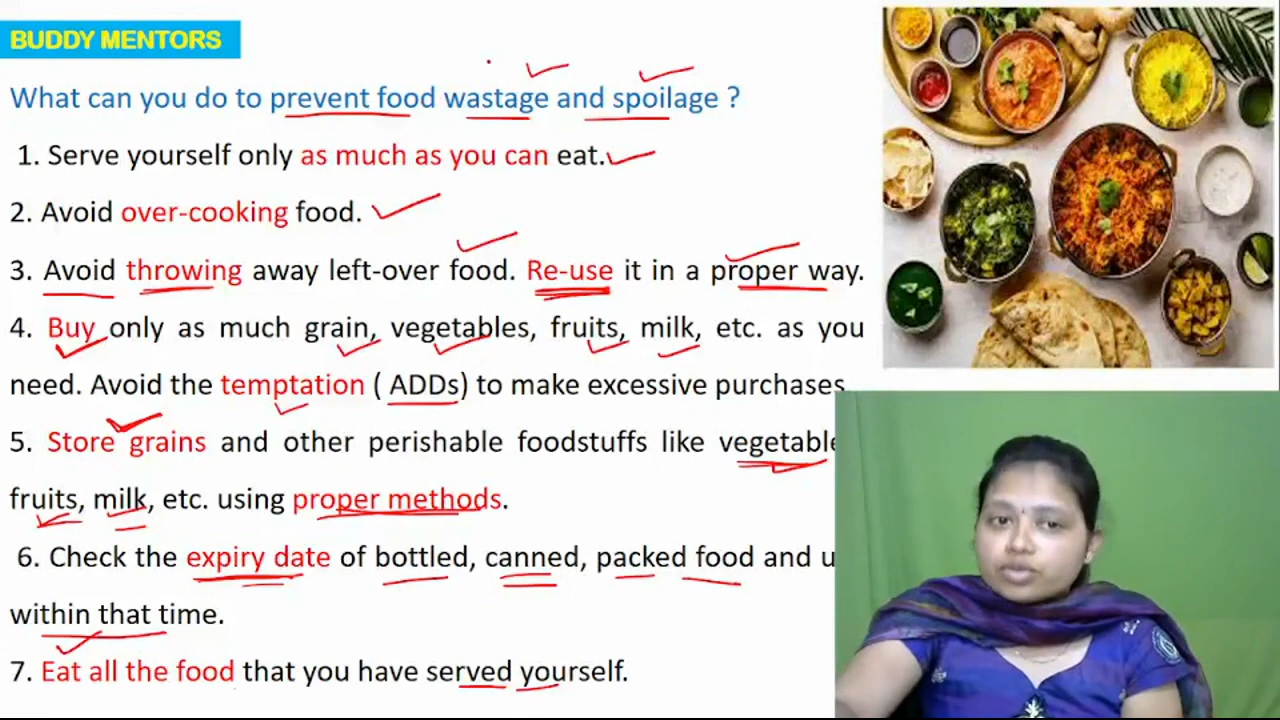 BUDDY MENTORS
What can you do to prevent food wastage and spoilage ?
1. Serve yourself only as much as you can eat.
2. Avoid over-cooking food.
3. Avoid throwing away left-over food. Re-use it in a proper way.
4. Buy only as much grain, vegetables, fruits, milk, etc. as you
need. Avoid the temptation ( ADDs) to make excessive purchases
5. Store grains and other perishable foodstuffs like
fruits, milk, etc. using proper methods.
6. Check the expiry date of bottled, canned, packed food and
within that time.
7. Eat all the food that you have served yourself.